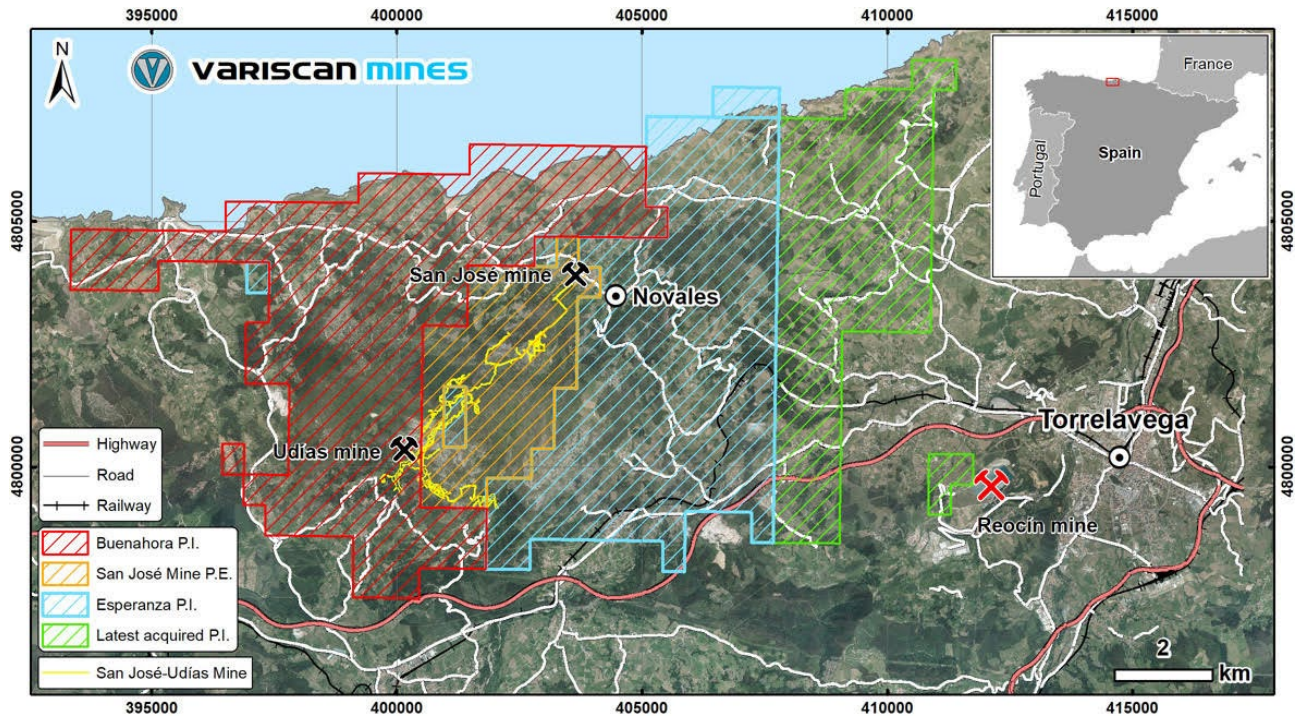 395000 400000 405000 410000 415000
N
VARISCAN MINES
France
Portugal
Spain
4805000
4805000
San José mine
Novales
Torrelavega
Udías mine
4800000
4800000
Reocín mine
Highway
Road
Railway
Buenahora P.I.
San José Mine P.E.
Esperanza P.I.
Latest acquired P.I.
San José-Udías Mine
2
km
395000 400000 405000 410000 415000